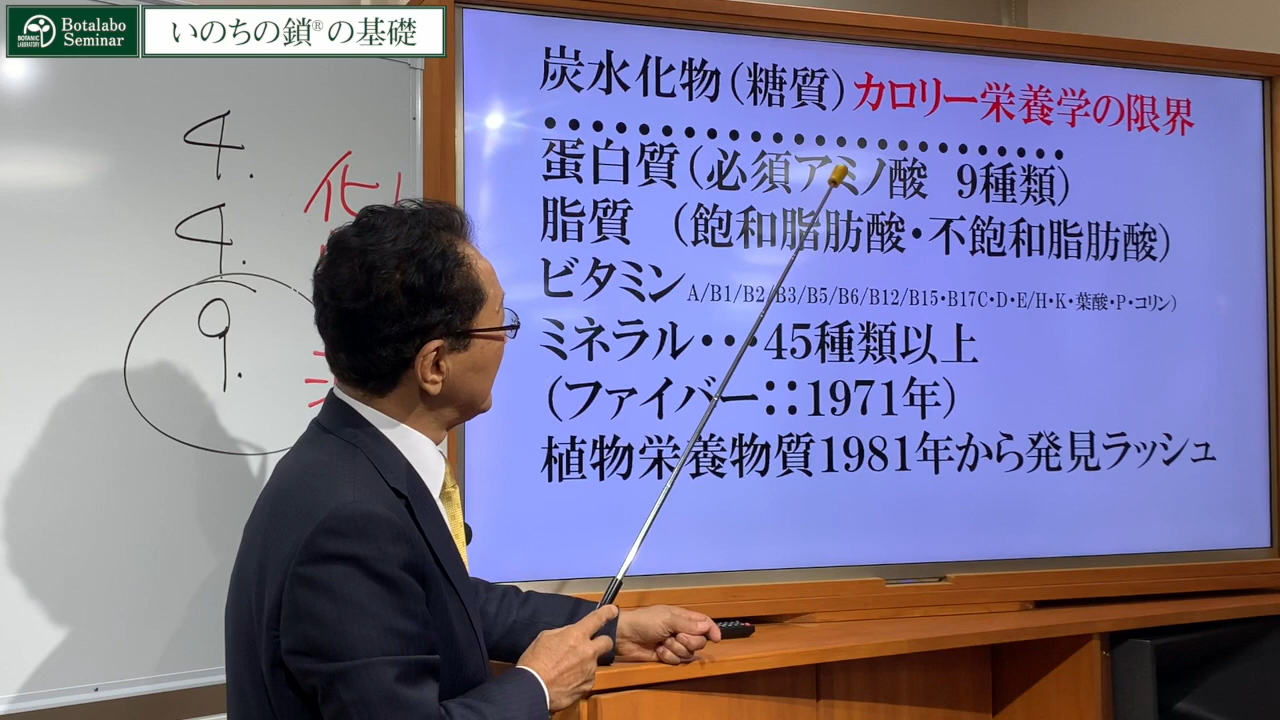 BOTANIC
LABORATORY
Botalabo
Seminar
いのちの鎖®の基礎
4.
4.
9.
化
炭水化物(糖質)カロリー栄養学の限界
蛋白質(必須アミノ酸 9種類)
脂質 (飽和脂肪酸・不飽和脂肪酸)
ビタミンA/B1/B2/B3/B5/B6/B12/B15・B17C・D・E/H・K・葉酸・P・コリン)
ミネラル・・・45種類以上
(ファイバー::1971年)
植物栄養物質1981年から発見ラッシュ